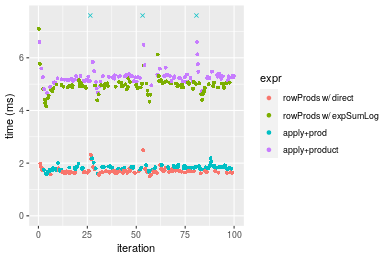 6
4
2
0
time (ms)
0
25
50
75
100
iteration
expr
rowProds w/ direct
rowProds w/ expSumLog
apply+prod
apply+product